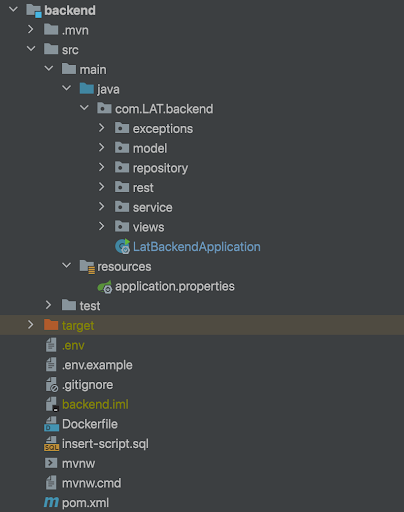 backend
.mvn
src
main
java
com.LAT.backend
exceptions
model
repository
rest
service
views
LatBackendApplication
resources
application.properties
test
target
.env
.env.example
.gitignore
backend.iml
Dockerfile
insert-script.sql
mvnw
mvnw.cmd
pom.xml